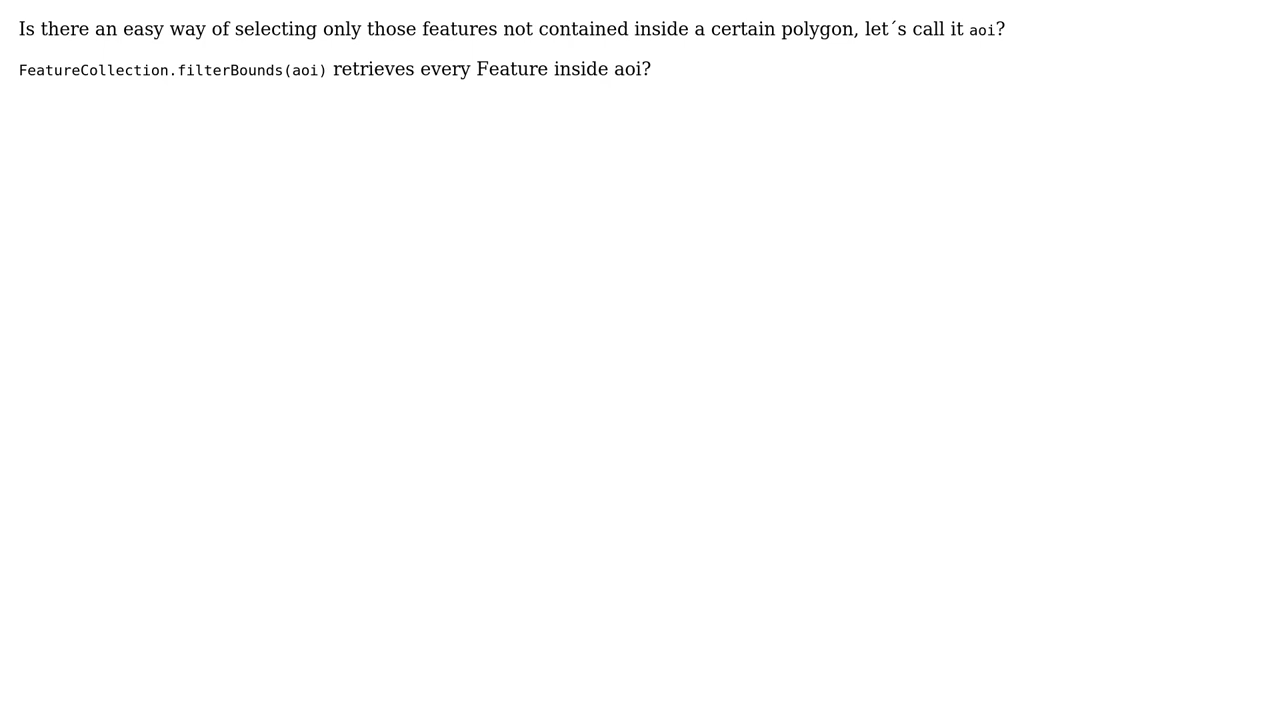 Is there an easy way of selecting only those features not contained inside a certain polygon, let´s call it aoi?
FeatureCollection.filterBounds(aoi) retrieves every Feature inside aoi?